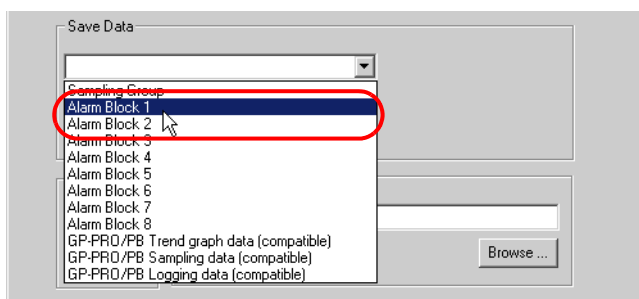 Save Data
Sampling Group
Alarm Block 1
Alarm Block 2
Alarm Block 3
Alarm Block 4
Alarm Block 5
Alarm Block 6
Alarm Block 7
Alarm Block 8
GP-PRO/PB Trend graph data (compatible)
GP-PRO/PB Sampling data (compatible)
GP-PRO/PB Logging data (compatible)
Browse ...